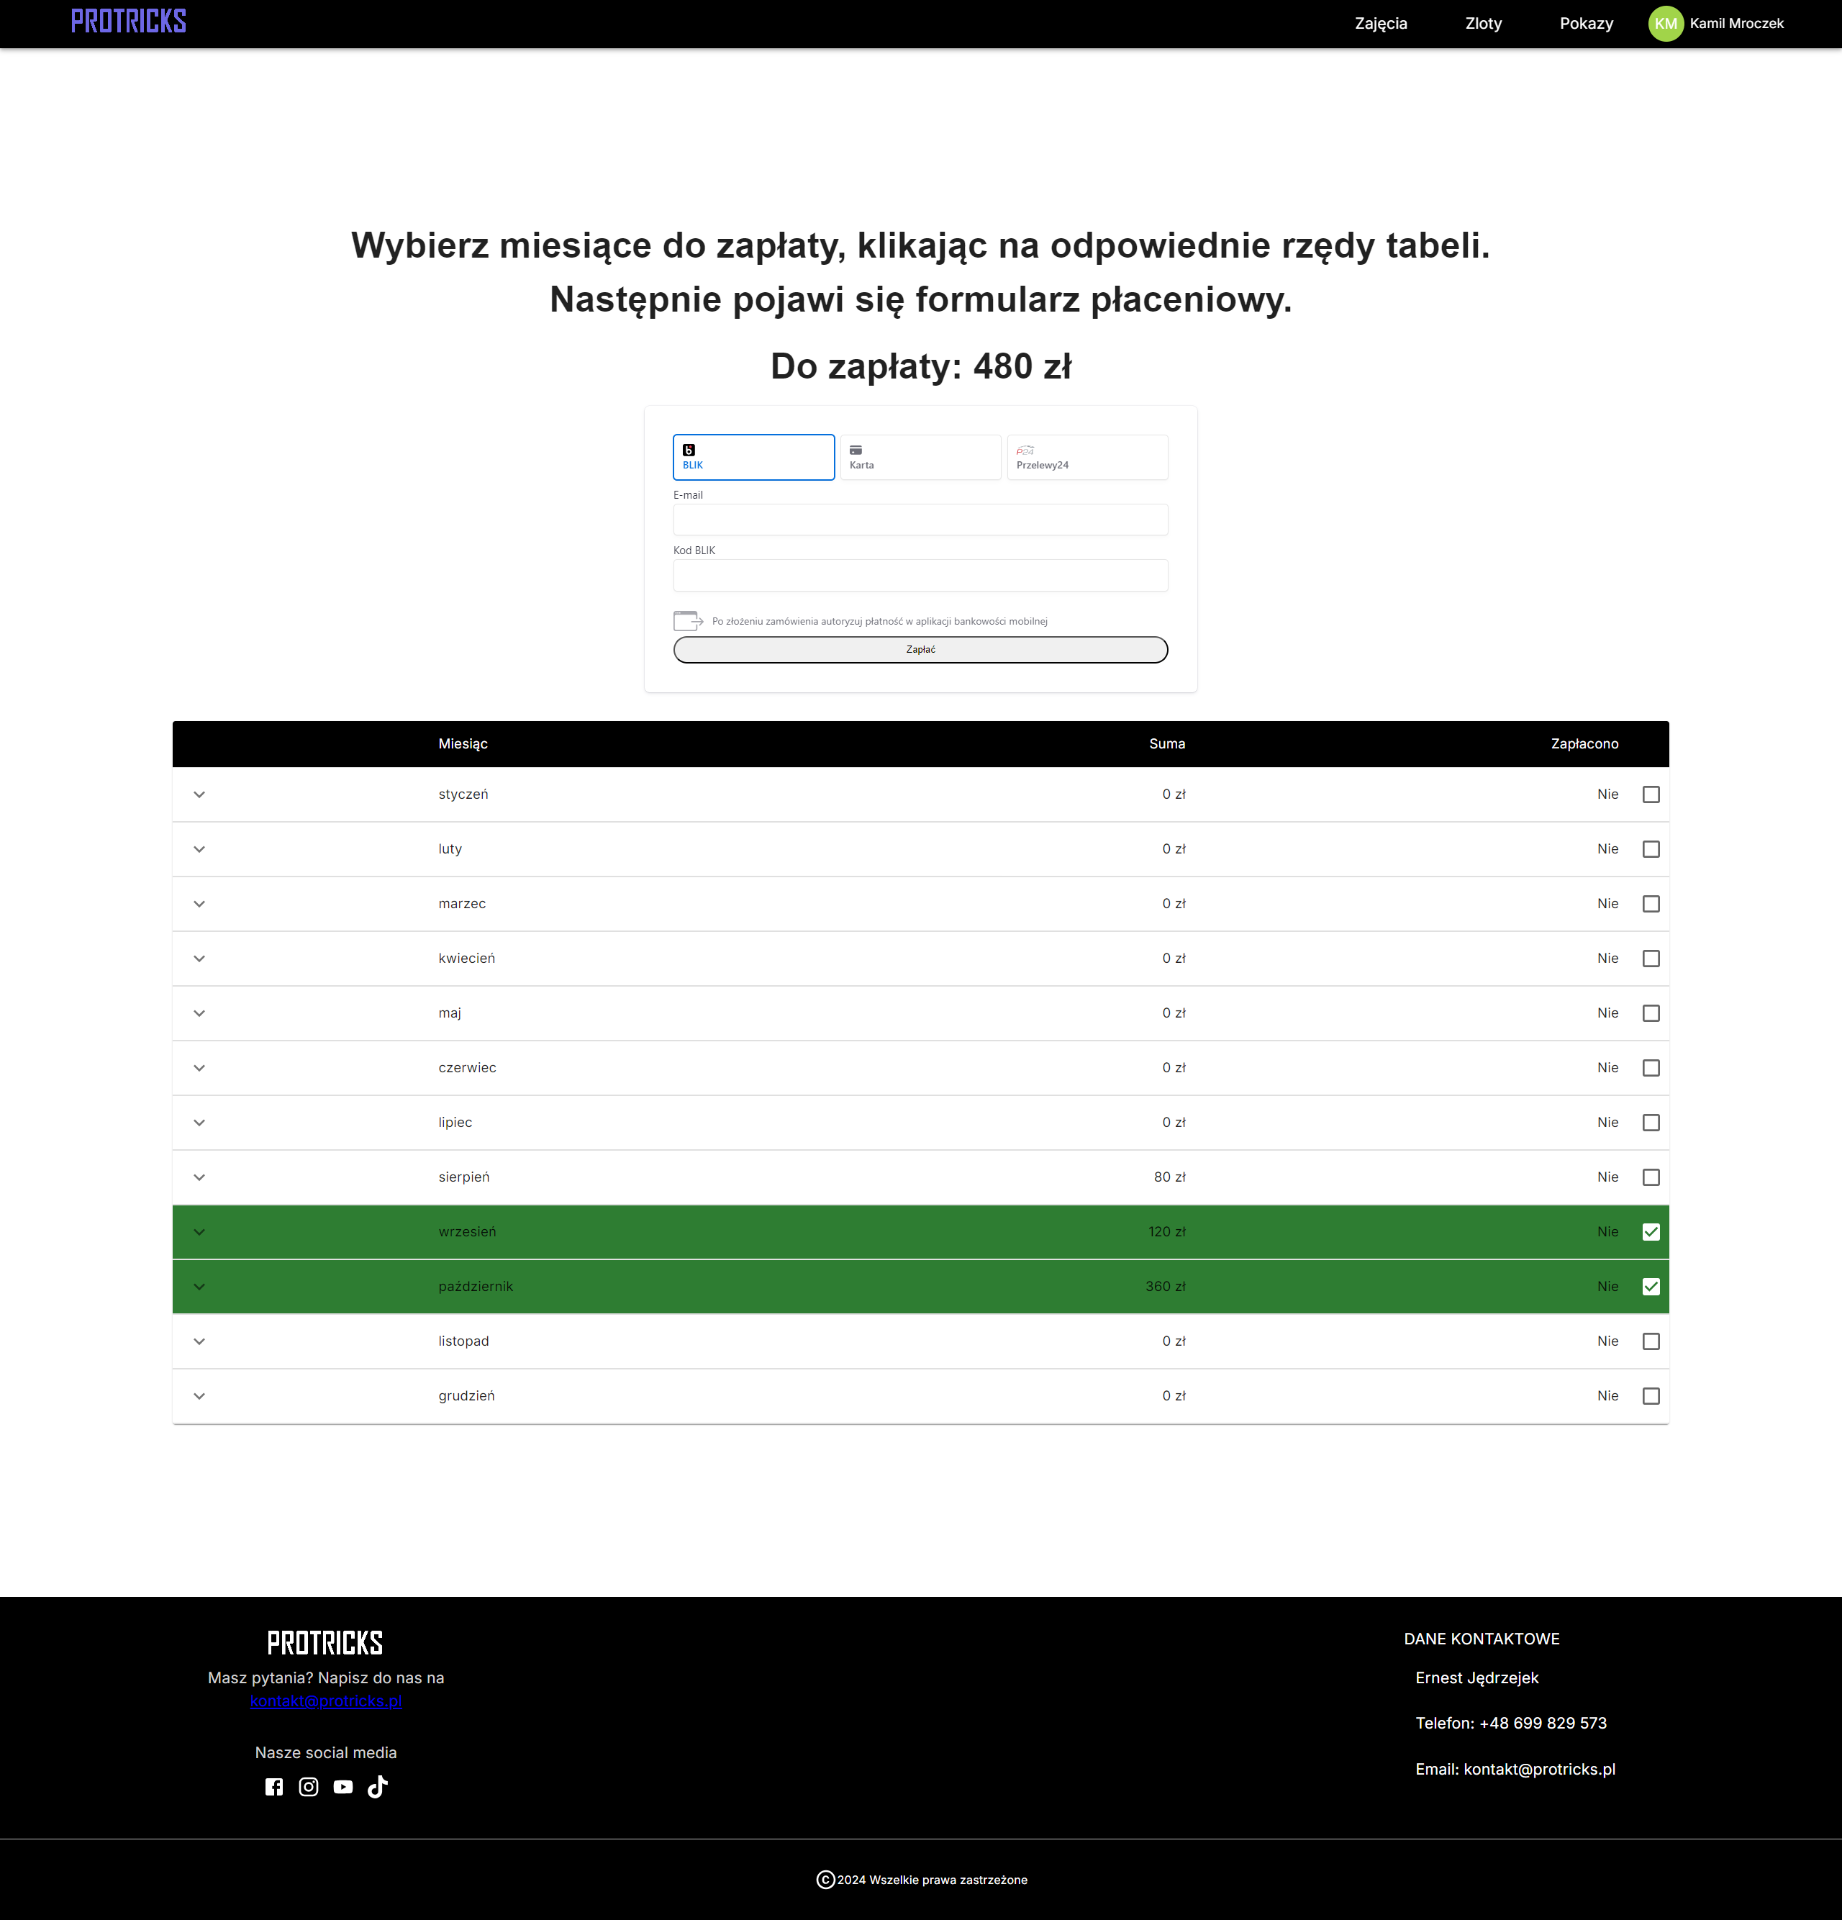 PROTRICKS
Zajęcia Zloty Pokazy KM Kamil Mroczek
Wybierz miesiące do zapłaty, klikając na odpowiednie rzędy tabeli.
Następnie pojawi się formularz płaceniowy.
Do zapłaty: 480 zł
BLIK
Karta
P24
Przelewy24
E-mail
Kod BLIK
Po złożeniu zamówienia autoryzuj płatność w aplikacji bankowości mobilnej
Zapłać
Miesiąc Suma Zapłacono
styczeń 0 zł Nie
luty 0 zł Nie
marzec 0 zł Nie
kwiecień 0 zł Nie
maj 0 zł Nie
czerwiec 0 zł Nie
lipiec 0 zł Nie
sierpień 80 zł Nie
wrzesień 120 zł Nie
październik 360 zł Nie
listopad 0 zł Nie
grudzień 0 zł Nie
PROTRICKS
Masz pytania? Napisz do nas na
kontakt@protricks.pl
Nasze social media
DANE KONTAKTOWE
Ernest Jędrzejek
Telefon: +48 699 829 573
Email: kontakt@protricks.pl
©2024 Wszelkie prawa zastrzeżone